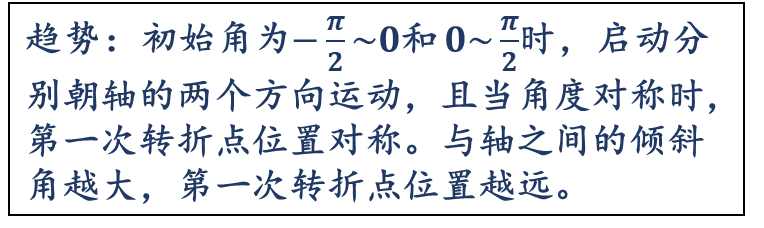 趋势：初始角为−π/2~0和 0~π/2时，启动分
别朝轴的两个方向运动，且当角度对称时，
第一次转折点位置对称。与轴之间的倾斜
角越大，第一次转折点位置越远。